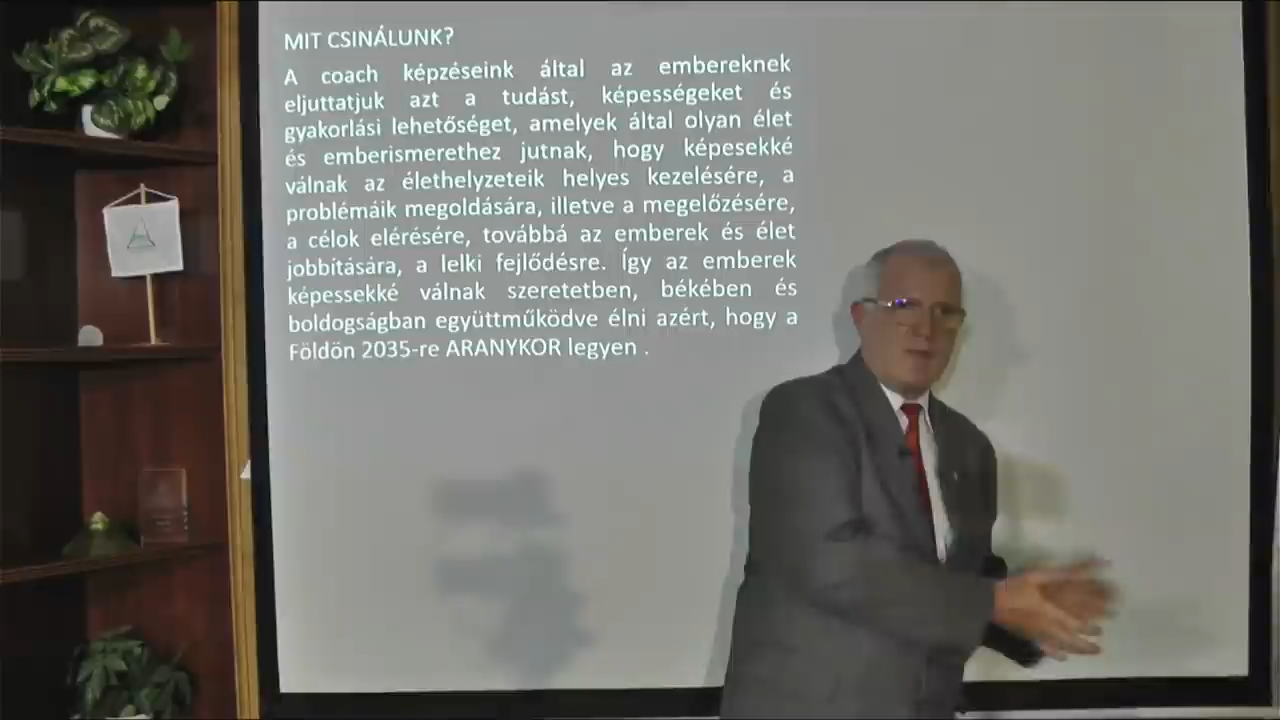 MIT CSINÁLUNK?
A coach képzéseink által az embereknek
eljuttatjuk azt a tudást, képességeket és
gyakorlási lehetőséget, amelyek által olyan élet
és emberismerethez jutnak, hogy képesekké
válnak az élethelyzeteik helyes kezelésére, a
problémáik megoldására, illetve a megelőzésére,
a célok elérésére, továbbá az emberek és élet
jobbítására, a lelki fejlődésre. Így az emberek
képessekké válnak szeretetben, békében és
boldogságban együttműködve élni azért, hogy a
Földön 2035-re ARANYKOR legyen .